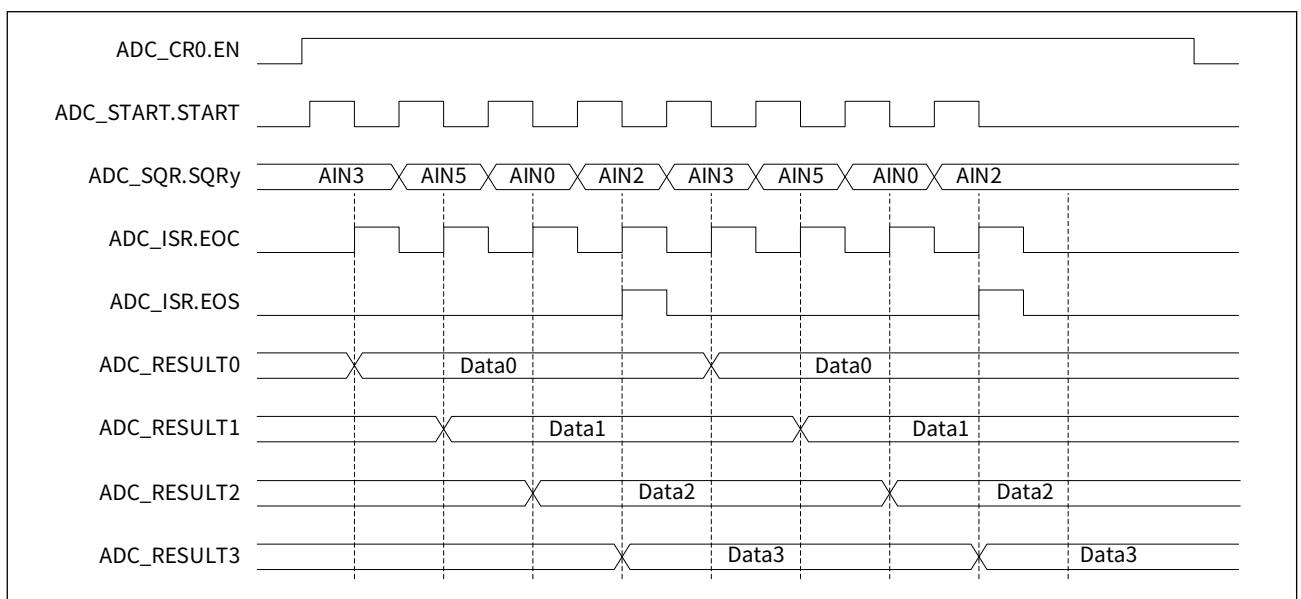 ADC_CR0.EN
ADC_START.START
ADC_SQR.SQRy AIN3 AIN5 AIN0 AIN2 AIN3 AIN5 AIN0 AIN2
ADC_ISR.EOC
ADC_ISR.EOS
ADC_RESULT0 Data0 Data0
ADC_RESULT1 Data1 Data1
ADC_RESULT2 Data2 Data2
ADC_RESULT3 Data3 Data3